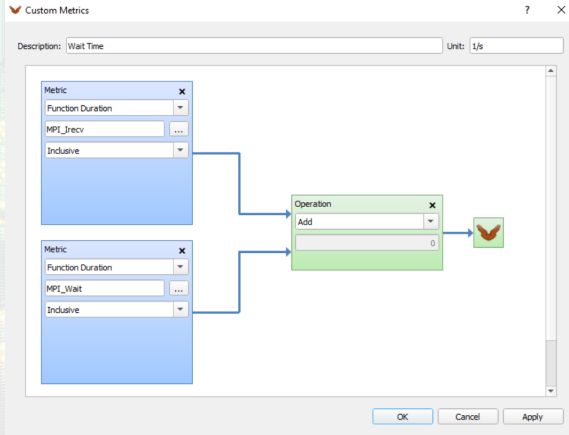 Custom Metrics
Description: Wait Time Unit: 1/s
Metric
Function Duration
MPI_Irecv ...
Inclusive
Operation
Add
0
Metric
Function Duration
MPI_Wait ...
Inclusive
OK Cancel Apply